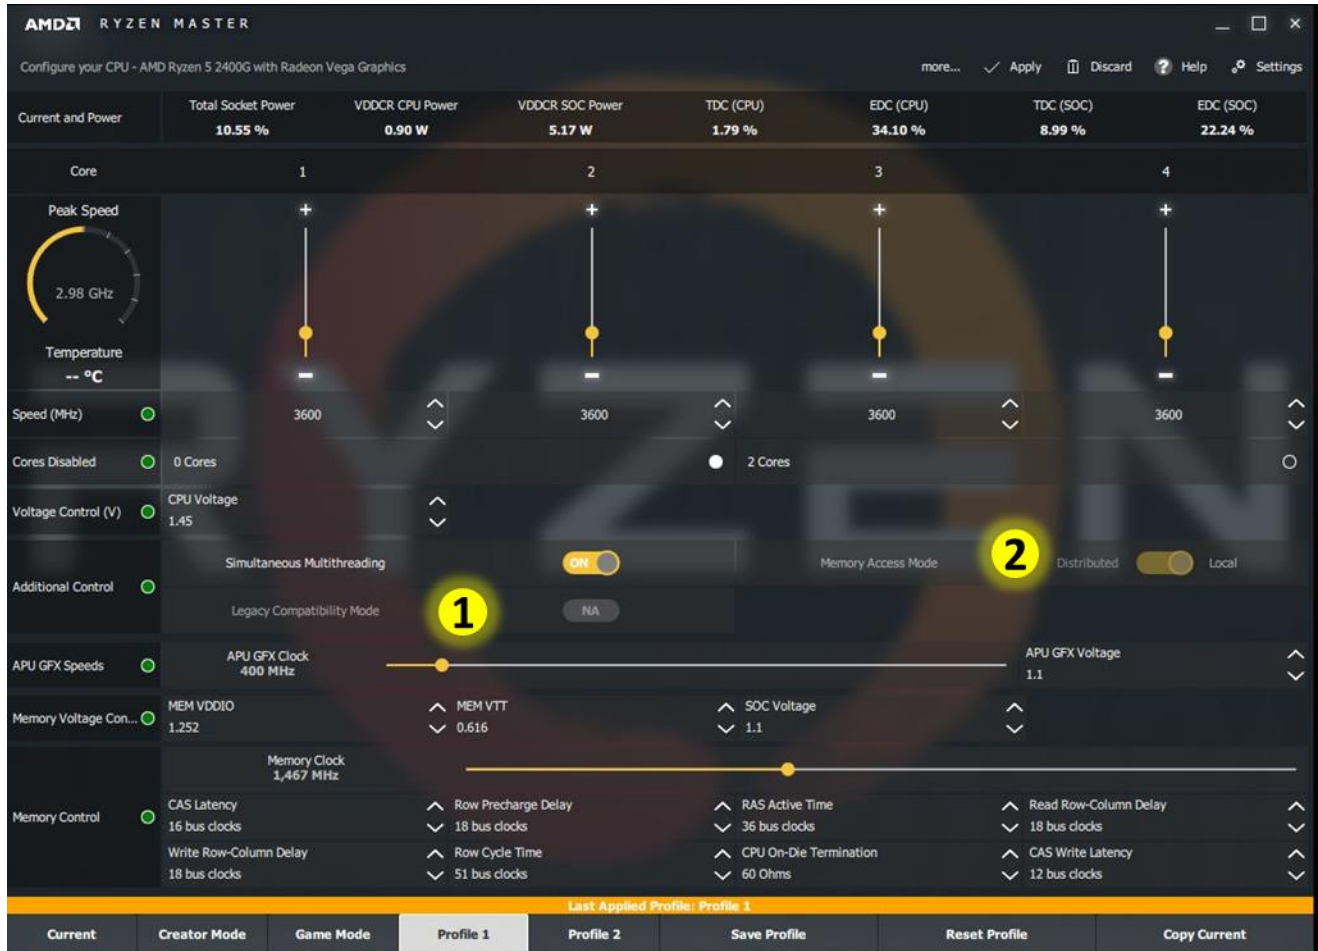 AMD RYZEN MASTER
Configure your CPU - AMD Ryzen 5 2400G with Radeon Vega Graphics
more... Apply Discard ? Help Settings
Current and Power
Total Socket Power VDDCR CPU Power VDDCR SOC Power TDC (CPU) EDC (CPU) TDC (SOC) EDC (SOC)
10.55 % 0.90 W 5.17 W 1.79 % 34.10 % 8.99 % 22.24 %
Core 1 2 3 4
Peak Speed
+ + + +
2.98 GHz
Temperature
-- °C
Speed (MHz) 3600 3600 3600 3600
Cores Disabled 0 Cores 2 Cores
Voltage Control (V)
CPU Voltage
1.45
Additional Control
Simultaneous Multithreading ON Memory Access Mode 2 Distributed Local
Legacy Compatibility Mode 1 NA
APU GFX Speeds
APU GFX Clock
400 MHz
APU GFX Voltage
1.1
Memory Voltage Con...
MEM VDDIO MEM VTT SOC Voltage
1.252 0.616 1.1
Memory Control
Memory Clock
1,467 MHz
CAS Latency Row Precharge Delay RAS Active Time Read Row-Column Delay
16 bus clocks 18 bus clocks 36 bus clocks 18 bus clocks
Write Row-Column Delay Row Cycle Time CPU On-Die Termination CAS Write Latency
18 bus clocks 51 bus clocks 60 Ohms 12 bus clocks
Last Applied Profile: Profile 1
Current Creator Mode Game Mode Profile 1 Profile 2 Save Profile Reset Profile Copy Current
RYZEN